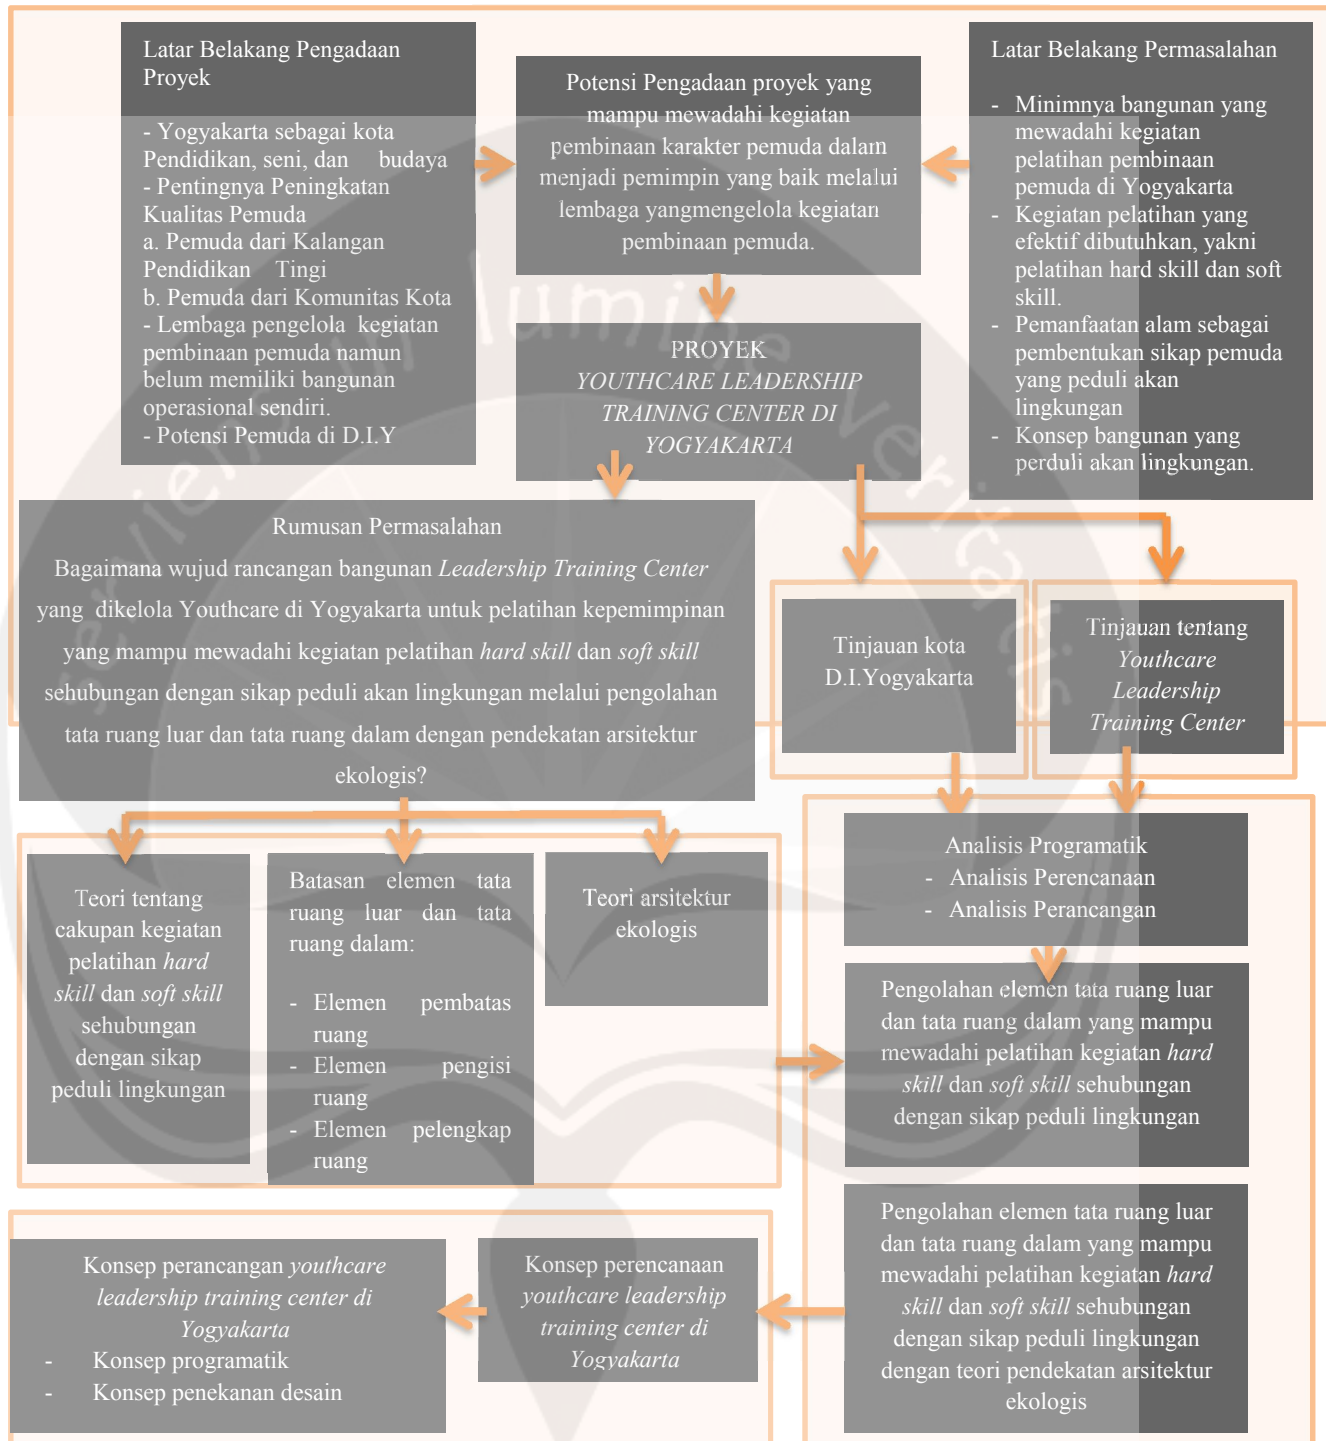 Latar Belakang Pengadaan
Proyek
- Yogyakarta sebagai kota
Pendidikan, seni, dan budaya
- Pentingnya Peningkatan
Kualitas Pemuda
a. Pemuda dari Kalangan
Pendidikan Tingi
b. Pemuda dari Komunitas Kota
- Lembaga pengelola kegiatan
pembinaan pemuda namun
belum memiliki bangunan
operasional sendiri.
- Potensi Pemuda di D.I.Y
Potensi Pengadaan proyek yang
mampu mewadahi kegiatan
pembinaan karakter pemuda dalam
menjadi pemimpin yang baik melalui
lembaga yangmengelola kegiatan
pembinaan pemuda.
Latar Belakang Permasalahan
- Minimnya bangunan yang
mewadahi kegiatan
pelatihan pembinaan
pemuda di Yogyakarta
- Kegiatan pelatihan yang
efektif dibutuhkan, yakni
pelatihan hard skill dan soft
skill.
- Pemanfaatan alam sebagai
pembentukan sikap pemuda
yang peduli akan
lingkungan
- Konsep bangunan yang
perduli akan lingkungan.
PROYEK
YOUTHCARE LEADERSHIP
TRAINING CENTER DI
YOGYAKARTA
Rumusan Permasalahan
Bagaimana wujud rancangan bangunan Leadership Training Center
yang dikelola Youthcare di Yogyakarta untuk pelatihan kepemimpinan
yang mampu mewadahi kegiatan pelatihan hard skill dan soft skill
sehubungan dengan sikap peduli akan lingkungan melalui pengolahan
tata ruang luar dan tata ruang dalam dengan pendekatan arsitektur
ekologis?
Tinjauan kota
D.I.Yogyakarta
Tinjauan tentang
Youthcare
Leadership
Training Center
Teori tentang
cakupan kegiatan
pelatihan hard
skill dan soft skill
sehubungan
dengan sikap
peduli lingkungan
Batasan elemen tata
ruang luar dan tata
ruang dalam:
- Elemen pembatas
ruang
- Elemen pengisi
ruang
- Elemen pelengkap
ruang
Teori arsitektur
ekologis
Analisis Programatik
- Analisis Perencanaan
- Analisis Perancangan
Pengolahan elemen tata ruang luar
dan tata ruang dalam yang mampu
mewadahi pelatihan kegiatan hard
skill dan soft skill sehubungan
dengan sikap peduli lingkungan
Pengolahan elemen tata ruang luar
dan tata ruang dalam yang mampu
mewadahi pelatihan kegiatan hard
skill dan soft skill sehubungan
dengan sikap peduli lingkungan
dengan teori pendekatan arsitektur
ekologis
Konsep perencanaan
youthcare leadership
training center di
Yogyakarta
Konsep perancangan youthcare
leadership training center di
Yogyakarta
- Konsep programatik
- Konsep penekanan desain
serviens in lumine veritatis